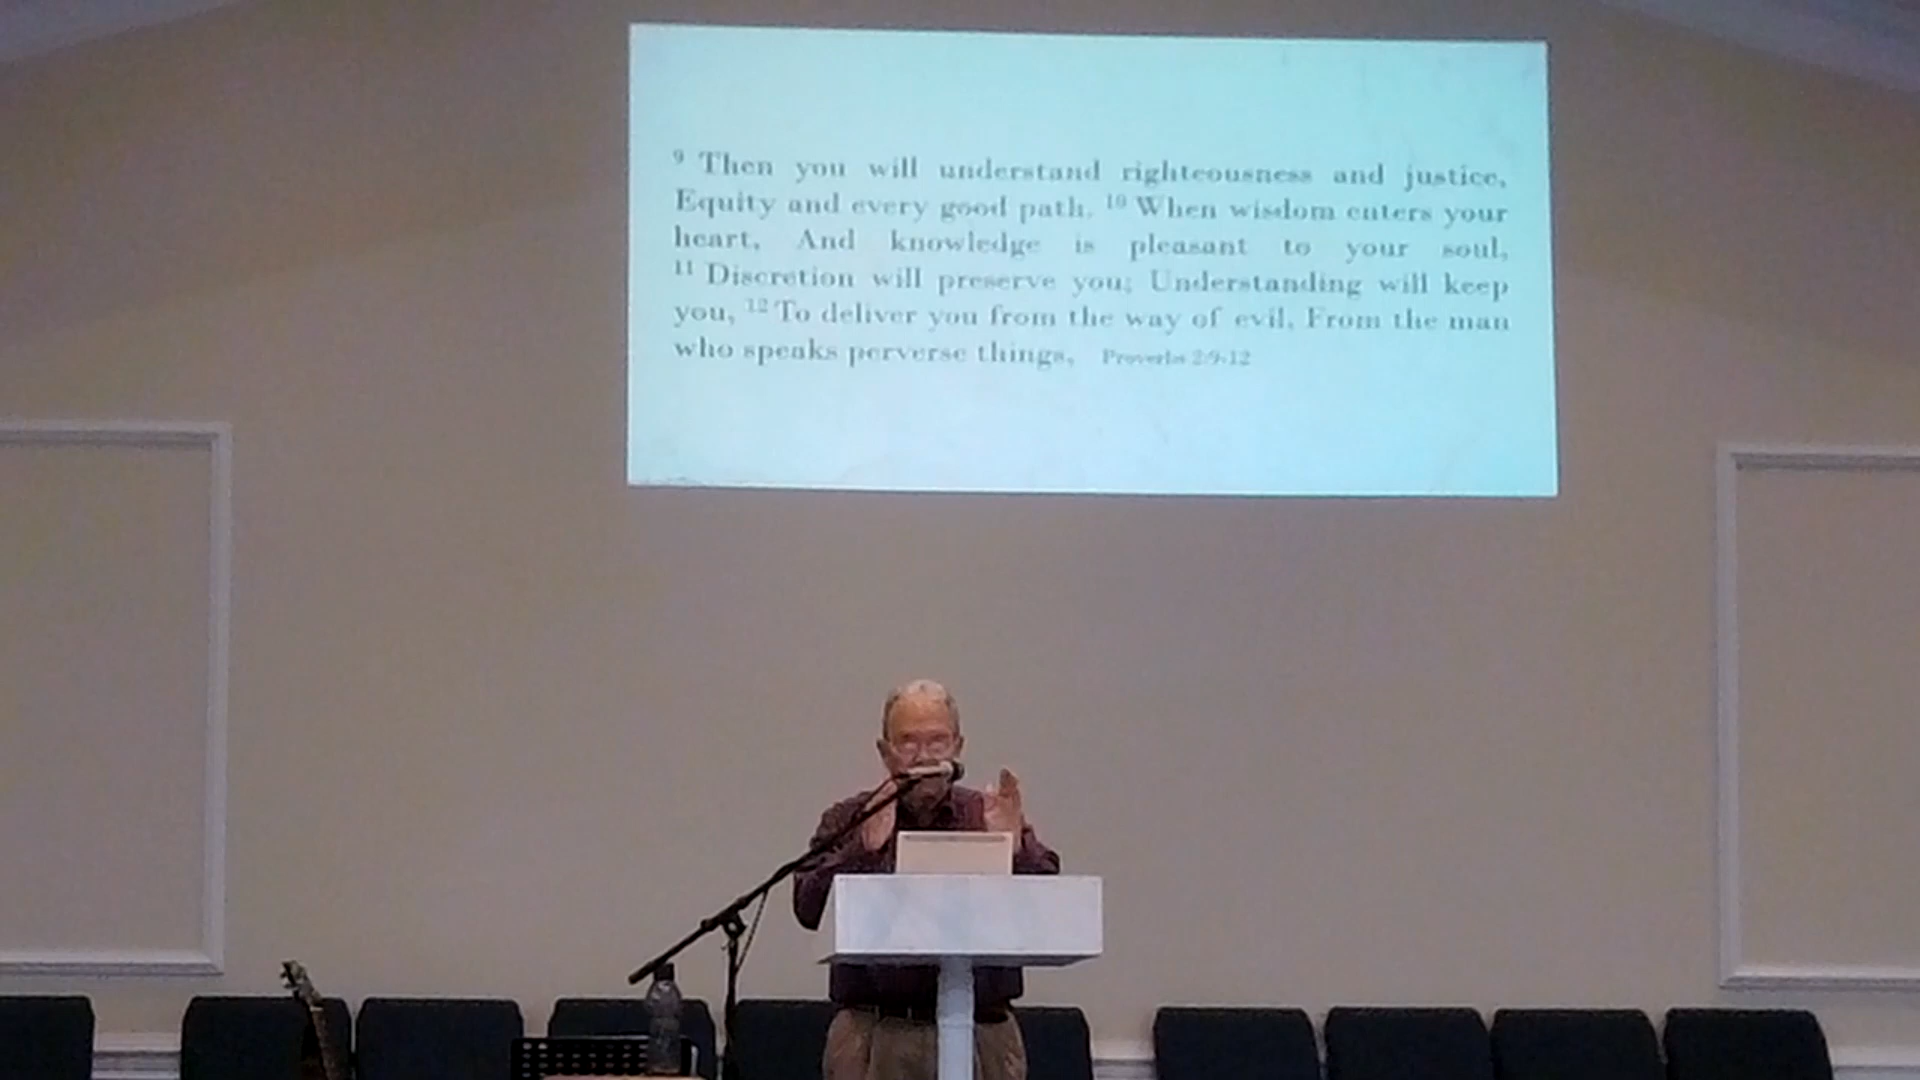 9 Then you will understand righteousness and justice,
Equity and every good path. 10 When wisdom enters your
heart, And knowledge is pleasant to your soul,
11 Discretion will preserve you; Understanding will keep
you, 12 To deliver you from the way of evil, From the man
who speaks perverse things, Proverbs 2:9-12